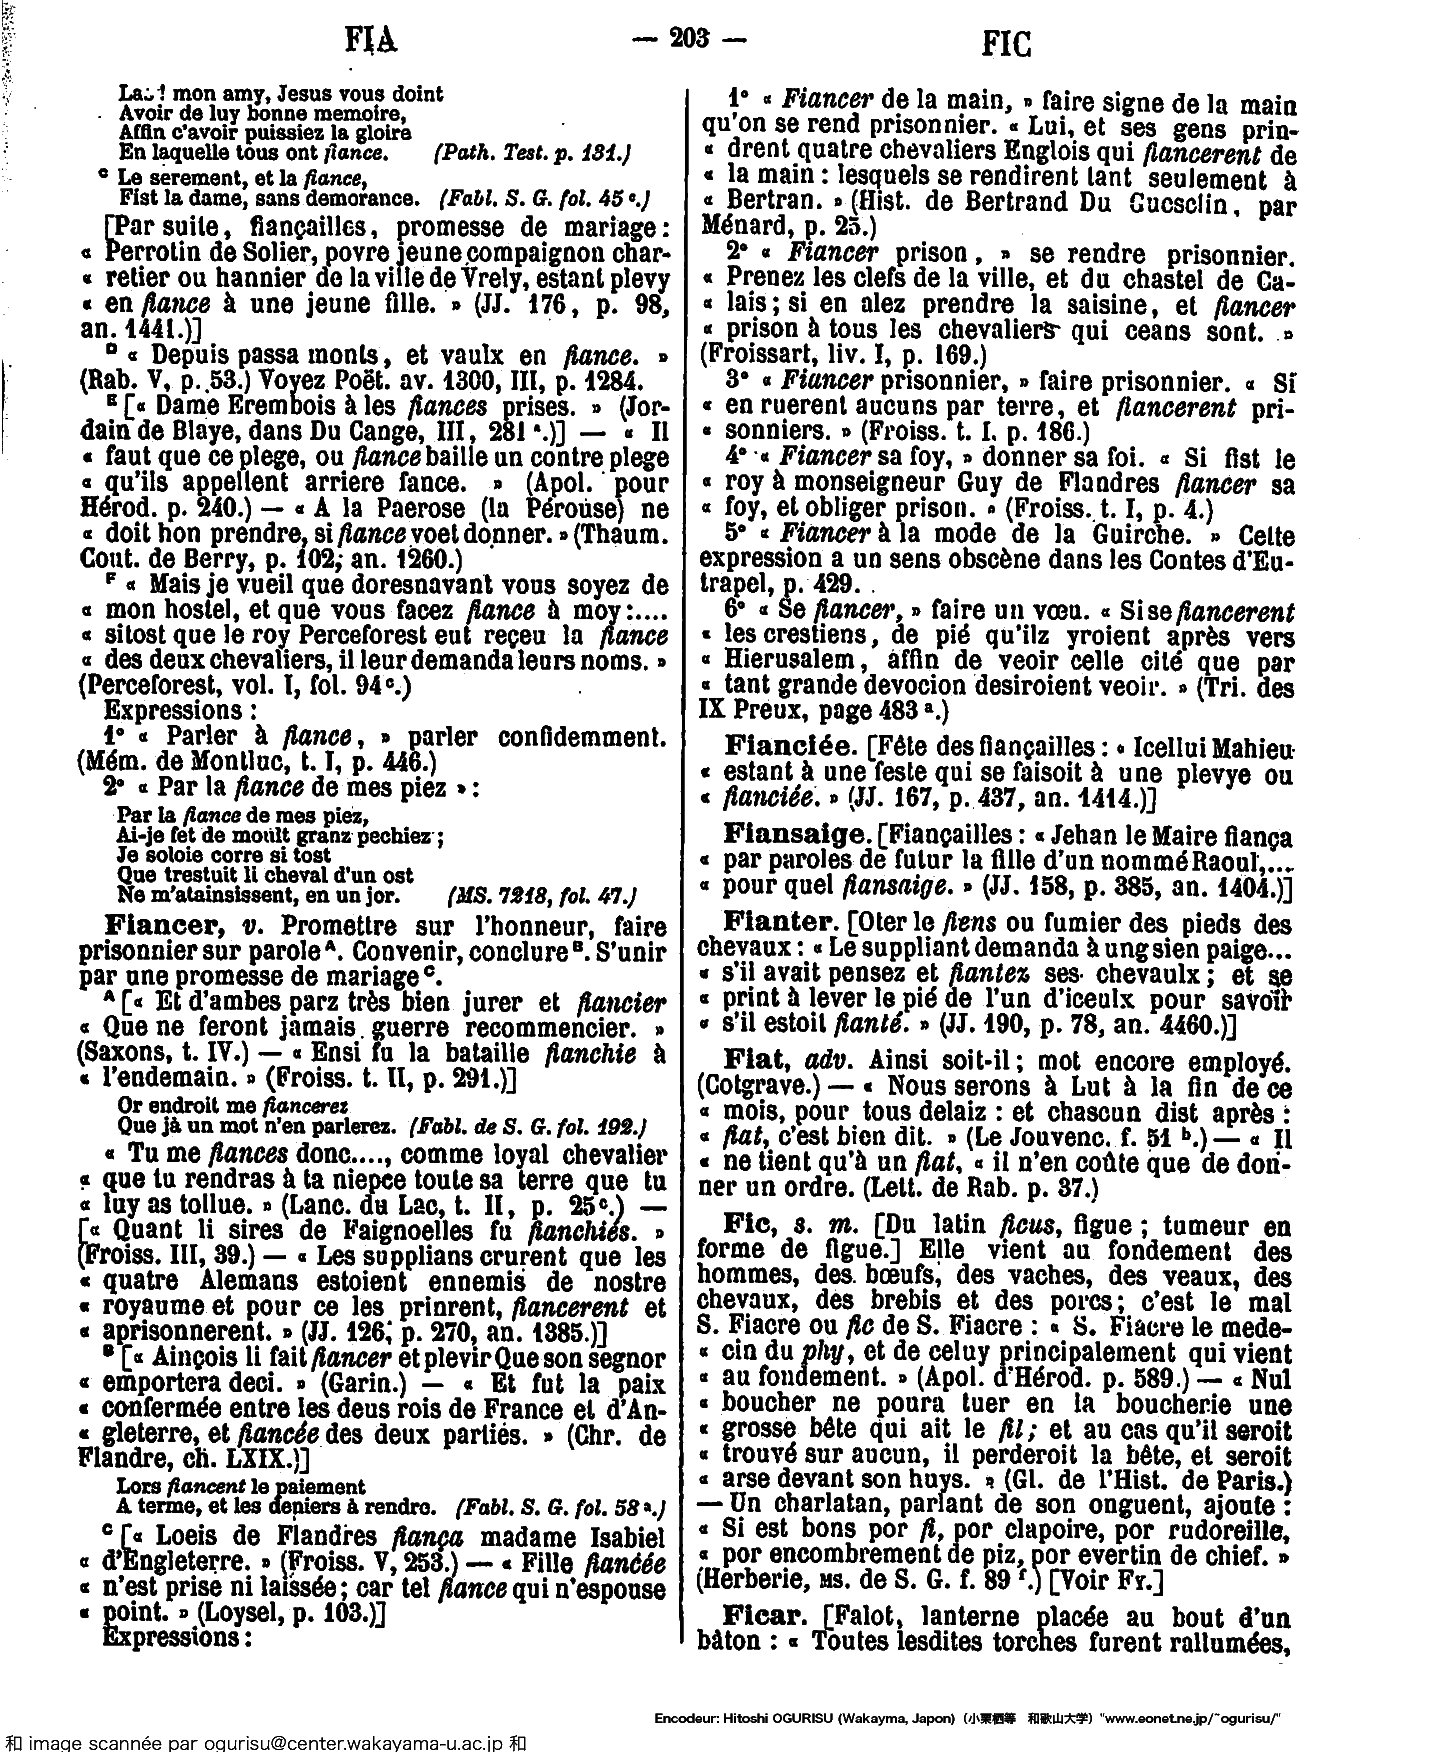 FIA
— 203 —
FIC
mon amy, Jesus vous doint
Avoir de luy bonne memoire,
Affin c'avoir puissiez la gloire
En laquelle tous ont fiance. (Path. Test. p. 131.)
C Le serement, et la fiance,
Fist la dame, sans demorance. (Fabl. S. G. fol. 45 c.)
[Par suite, fiançailles, promesse de mariage :
« Perrotin de Solier, povre jeune compaignon char-
« retier ou hannier de la ville de Vrely, estant plevy
« en fiance à une jeune fille. » (JJ. 176, p. 98,
an. 1441.)]
D « Depuis passa monts, et vaulx en fiance. »
(Rab. V, p. 53.) Voyez Poët. av. 1300, III, p. 1284.
E [« Dame Erembois à les fiances prises. » (Jor-
dain de Blaye, dans Du Cange, III, 281 a.)] — « Il
« faut que ce plege, ou fiance baille un contre plege
« qu'ils appellent arriere fance. » (Apol. pour
Hérod. p. 240.) — « A la Paerose (la Pérouse) ne
« doit hon prendre, si fiance voet donner. » (Thaum.
Cout. de Berry, p. 102; an. 1260.)
F « Mais je vueil que doresnavant vous soyez de
« mon hostel, et que vous facez fiance à moy :....
« sitost que le roy Perceforest eut reçeu la fiance
« des deux chevaliers, il leur demanda leurs noms. »
(Perceforest, vol. I, fol. 94 c.)
Expressions :
1° « Parler à fiance, » parler confidemment.
(Mém. de Montluc, t. I, p. 446.)
2° « Par la fiance de mes piez » :
Par la fiance de mes piez,
Ai-je fet de moult granz pechiez ;
Je soloie corre si tost
Que trestuit li cheval d'un ost
Ne m'atainsissent, en un jor. (MS. 7218, fol. 47.)
Fiancer, v. Promettre sur l'honneur, faire
prisonnier sur parole A. Convenir, conclure B. S'unir
par une promesse de mariage C.
A [« Et d'ambes parz très bien jurer et fiancier
« Que ne feront jamais guerre recommencier. »
(Saxons, t. IV.) — « Ensi fu la bataille fianchie à
« l'endemain. » (Froiss. t. II, p. 291.)]
Or endroit me fiancerez
Que jà un mot n'en parlerez. (Fabl. de S. G. fol. 192.)
« Tu me fiances donc...., comme loyal chevalier
« que tu rendras à ta niepce toute sa terre que tu
« luy as tollue. » (Lanc. du Lac, t. II, p. 25 c.) —
[« Quant li sires de Faignoelles fu fianchiés. »
(Froiss. III, 39.) — « Les supplians crurent que les
« quatre Alemans estoient ennemis de nostre
« royaume et pour ce les prinrent, fiancerent et
« aprisonnerent. » (JJ. 126, p. 270, an. 1385.)]
B [« Ainçois li fait fiancer et plevir Que son segnor
« emportera deci. » (Garin.) — « Et fut la paix
« confermée entre les deus rois de France et d'An-
« gleterre, et fiancée des deux partiés. » (Chr. de
Flandre, ch. LXIX.)]
Lors fiancent le paiement
A terme, et les deniers à rendre. (Fabl. S. G. fol. 58 a.)
C [« Loeis de Flandres fiança madame Isabiel
« d'Engleterre. » (Froiss. V, 253.) — « Fille fiancée
« n'est prise ni laissée ; car tel fiance qui n'espouse
« point. » (Loysel, p. 103.)]
Expressions :
1° « Fiancer de la main, » faire signe de la main
qu'on se rend prisonnier. « Lui, et ses gens prin-
« drent quatre chevaliers Englois qui fiancerent de
« la main : lesquels se rendirent tant seulement à
« Bertran. » (Hist. de Bertrand Du Guesclin, par
Ménard, p. 25.)
2° « Fiancer prison, » se rendre prisonnier.
« Prenez les clefs de la ville, et du chastel de Ca-
« lais ; si en alez prendre la saisine, et fiancer
« prison à tous les chevaliers qui ceans sont. »
(Froissart, liv. I, p. 169.)
3° « Fiancer prisonnier, » faire prisonnier. « Si
« en ruerent aucuns par terre, et fiancerent pri-
« sonniers. » (Froiss. t. I. p. 186.)
4° « Fiancer sa foy, » donner sa foi. « Si fist le
« roy à monseigneur Guy de Flandres fiancer sa
« foy, et obliger prison. » (Froiss. t. I, p. 4.)
5° « Fiancer à la mode de la Guirche. » Cette
expression a un sens obscène dans les Contes d'Eu-
trapel, p. 429.
6° « Se fiancer, » faire un vœu. « Si se fiancerent
« les crestiens, de pié qu'ilz yroient après vers
« Hierusalem, affin de veoir celle cité que par
« tant grande devocion desiroient veoir. » (Tri. des
IX Preux, page 483 a.)
Fianciée. [Fête des fiançailles : « Icellui Mahieu
« estant à une feste qui se faisoit à une plevye ou
« fianciée. » (JJ. 167, p. 437, an. 1414.)]
Fiansaige. [Fiançailles : « Jehan le Maire fiança
« par paroles de futur la fille d'un nommé Raoul,...
« pour quel fiansaige. » (JJ. 158, p. 385, an. 1404.)]
Fianter. [Oter le fiens ou fumier des pieds des
chevaux : « Le suppliant demanda à ung sien paige...
« s'il avait pensez et fiantez ses chevaulx ; et se
« print à lever le pié de l'un d'iceulx pour savoir
« s'il estoit fianté. » (JJ. 190, p. 78, an. 4460.)]
Fiat, adv. Ainsi soit-il ; mot encore employé.
(Cotgrave.) — « Nous serons à Lut à la fin de ce
« mois, pour tous delaiz : et chascun dist après :
« fiat, c'est bien dit. » (Le Jouvenc. f. 51 b.) — « Il
« ne tient qu'à un fiat, « il n'en coûte que de don-
ner un ordre. (Lett. de Rab. p. 37.)
Fic, s. m. [Du latin ficus, figue ; tumeur en
forme de figue.] Elle vient au fondement des
hommes, des bœufs, des vaches, des veaux, des
chevaux, des brebis et des porcs ; c'est le mal
S. Fiacre ou fic de S. Fiacre : « S. Fiacre le mede-
« cin du phy, et de celuy principalement qui vient
« au fondement. » (Apol. d'Hérod. p. 589.) — « Nul
« boucher ne poura tuer en la boucherie une
« grosse bête qui ait le fil ; et au cas qu'il seroit
« trouvé sur aucun, il perderoit la bête, et seroit
« arse devant son huys. » (Gl. de l'Hist. de Paris.)
— Un charlatan, parlant de son onguent, ajoute :
« Si est bons por fi, por clapoire, por rudoreille,
« por encombrement de piz, por evertin de chief. »
(Herberie, MS. de S. G. f. 89 f.) [Voir FY.]
Ficar. [Falot, lanterne placée au bout d'un
bâton : « Toutes lesdites torches furent rallumées,
Encodeur: Hitoshi OGURISU (Wakayma, Japon) (小栗栖等 和歌山大学) "www.eonet.ne.jp/~ogurisu/"
和 image scannée par ogurisu@center.wakayama-u.ac.jp 和